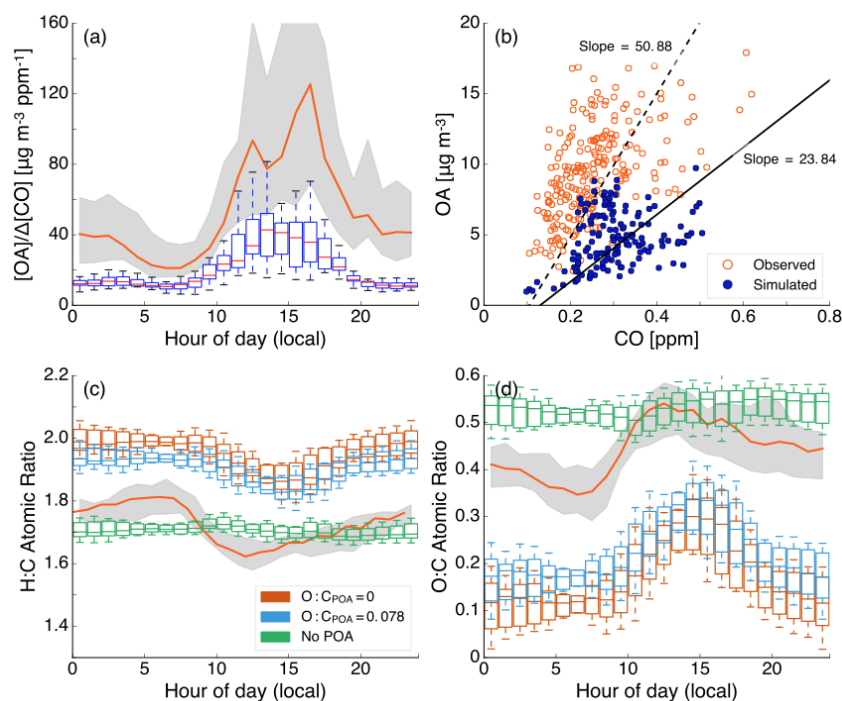 (a)
160
120
80
40
0
[OA]/Δ[CO] [µg m⁻³ ppm⁻¹]
0 5 10 15 20
Hour of day (local)
(b)
20
15
10
5
0
OA [µg m⁻³]
Slope = 50.88
Slope = 23.84
Observed
Simulated
0.2 0.4 0.6 0.8
CO [ppm]
(c)
2.2
2.0
1.8
1.6
1.4
H:C Atomic Ratio
O:CPOA=0
O:CPOA=0.078
No POA
0 5 10 15 20
Hour of day (local)
(d)
0.6
0.5
0.4
0.3
0.2
0.1
0
O:C Atomic Ratio
0 5 10 15 20
Hour of day (local)